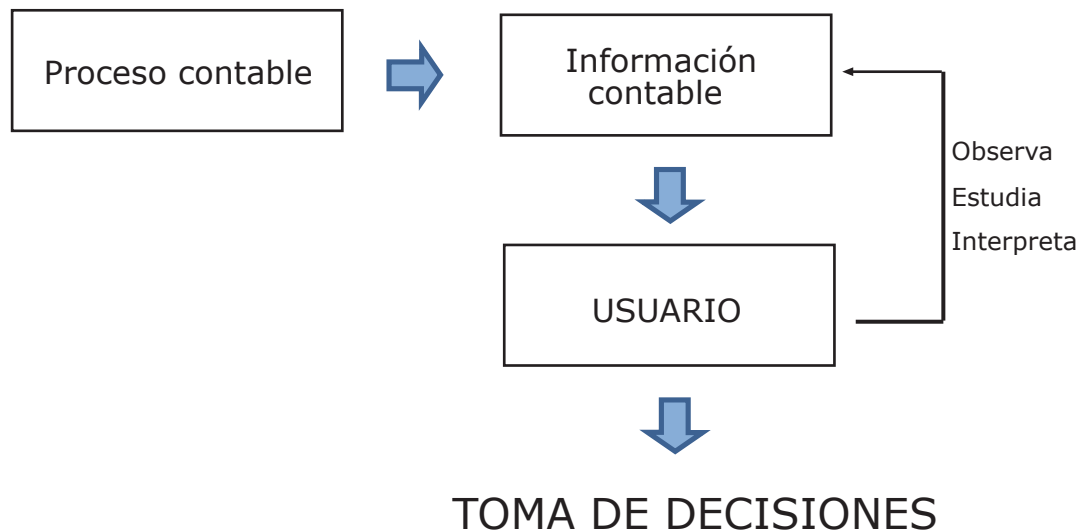 Proceso contable
Información
contable
Observa
Estudia
Interpreta
USUARIO
TOMA DE DECISIONES